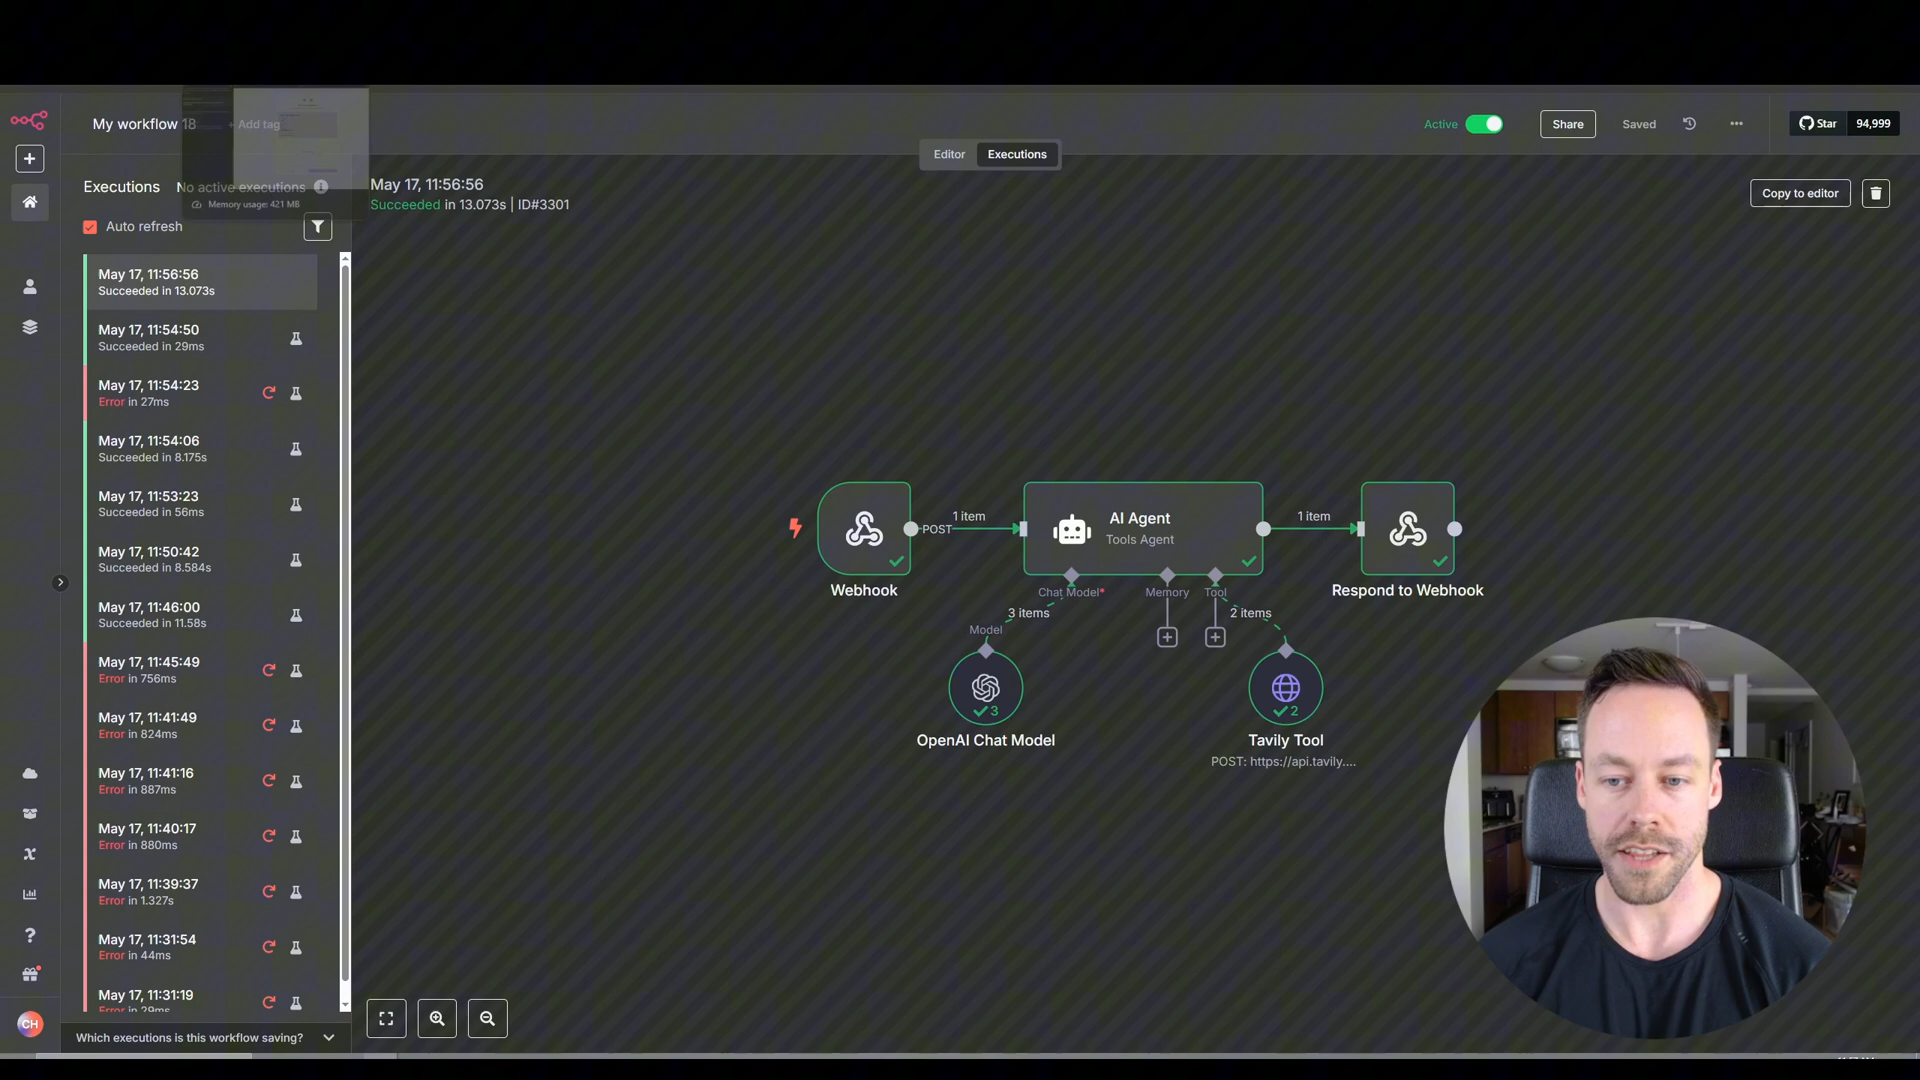 My workflow 18
+ Add tag
Active
Share
Saved
Star
94,999
Editor
Executions
Executions
No active executions
Memory usage: 421 MB
Auto refresh
May 17, 11:56:56
Succeeded in 13.073s | ID#3301
Copy to editor
May 17, 11:56:56
Succeeded in 13.073s
May 17, 11:54:50
Succeeded in 29ms
May 17, 11:54:23
Error in 27ms
May 17, 11:54:06
Succeeded in 8.175s
May 17, 11:53:23
Succeeded in 56ms
May 17, 11:50:42
Succeeded in 8.584s
May 17, 11:46:00
Succeeded in 11.58s
May 17, 11:45:49
Error in 756ms
May 17, 11:41:49
Error in 824ms
May 17, 11:41:16
Error in 887ms
May 17, 11:40:17
Error in 880ms
May 17, 11:39:37
Error in 1.327s
May 17, 11:31:54
Error in 44ms
May 17, 11:31:19
Error in 29ms
Which executions is this workflow saving?
CH
POST
1 item
AI Agent
Tools Agent
1 item
Webhook
Chat Model*
Memory
Tool
Respond to Webhook
3 items
2 items
Model
3
2
OpenAI Chat Model
Tavily Tool
POST: https://api.tavily....